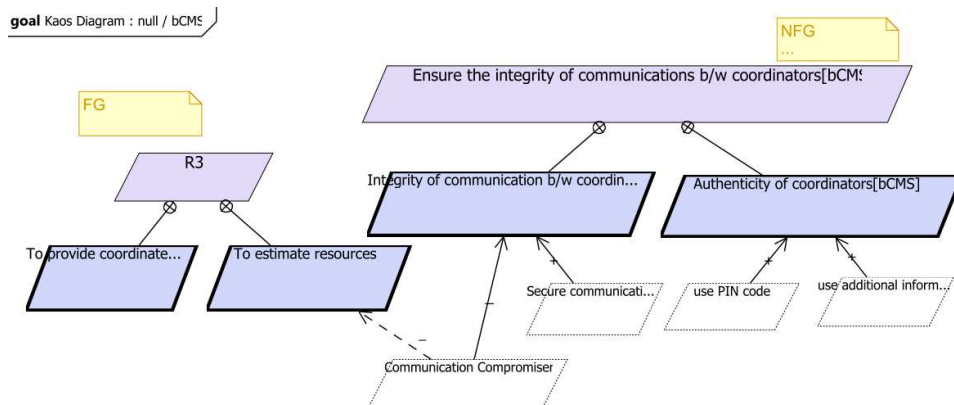 goal Kaos Diagram : null / bCMS
NFG
...
Ensure the integrity of communications b/w coordinators[bCMS
FG
R3
Integrity of communication b/w coordin...
Authenticity of coordinators[bCMS]
To provide coordinate...
To estimate resources
+
+
+
−
Secure communicati...
use PIN code
use additional inform...
−
Communication Compromiser